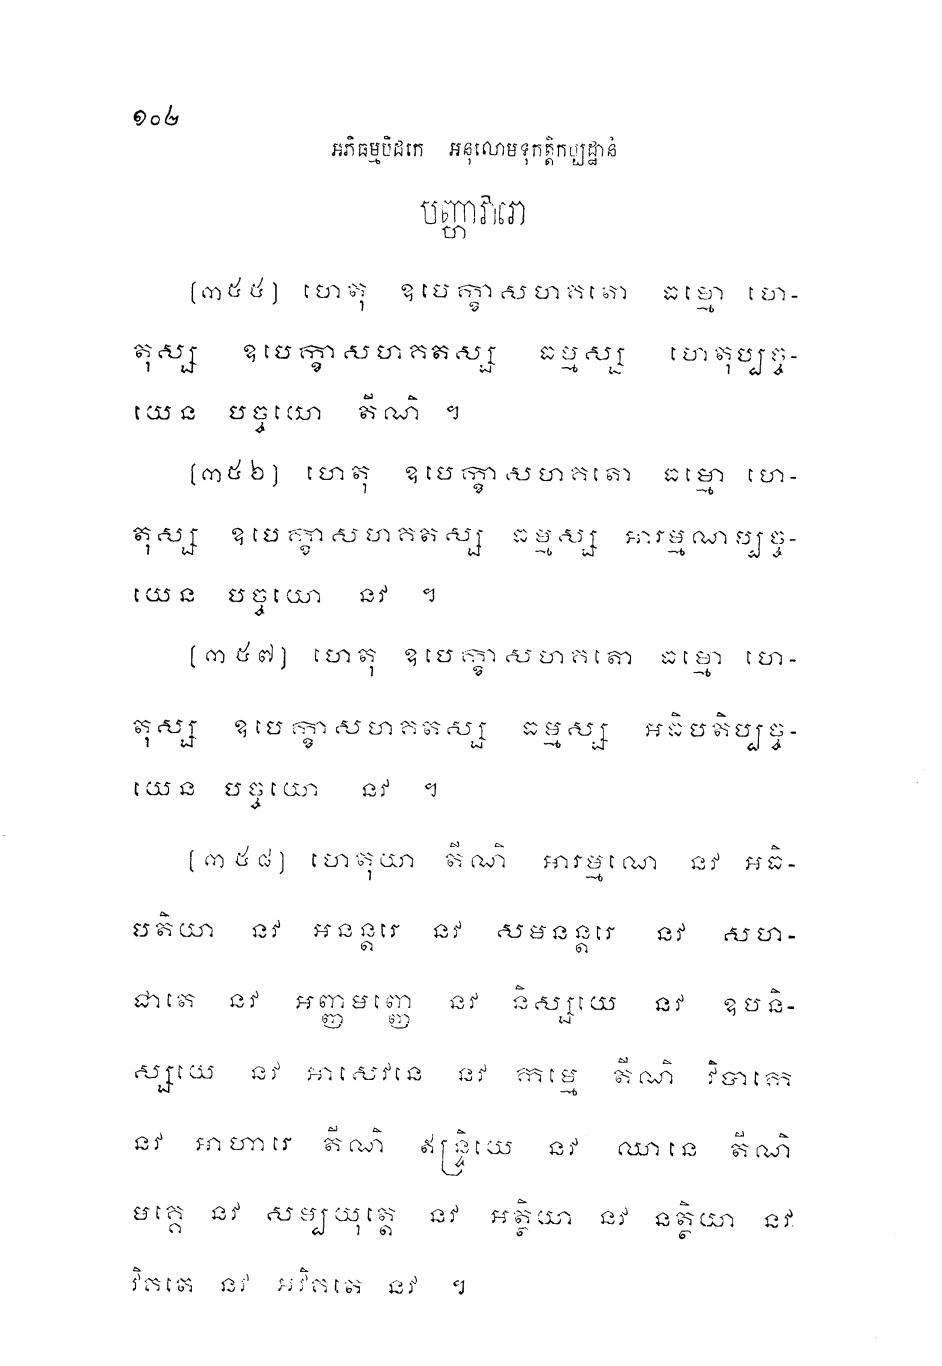 ១០២
អភិធម្មបិដកេ អនុលោមទុកត្តិកប្បដ្ឋានំ
បញ្ហាវារោ
(៣៥៥) ហេតុ ឧបេក្ខាសហគតោ ធម្មោ ហេ-
តុស្ស ឧបេក្ខាសហគតស្ស ធម្មស្ស ហេតុប្បច្ច-
យេន បច្ចយោ តីណិ ។
(៣៥៦) ហេតុ ឧបេក្ខាសហគតោ ធម្មោ ហេ-
តុស្ស ឧបេក្ខាសហគតស្ស ធម្មស្ស អារម្មណប្បច្ច-
យេន បច្ចយោ នវ ។
(៣៥៧) ហេតុ ឧបេក្ខាសហគតោ ធម្មោ ហេ-
តុស្ស ឧបេក្ខាសហគតស្ស ធម្មស្ស អធិបតិប្បច្ច-
យេន បច្ចយោ នវ ។
(៣៥៨) ហេតុយា តីណិ អារម្មណេ នវ អធិ-
បតិយា នវ អនន្តរេ នវ សមនន្តរេ នវ សហ-
ជាតេ នវ អញ្ញមញ្ញេ នវ និស្សយេ នវ ឧបនិ-
ស្សយេ នវ អាសេវនេ នវ កម្មេ តីណិ វិបាកេ
នវ អាហារេ តីណិ ឥន្ទ្រិយេ នវ ឈានេ តីណិ
មគ្គេ នវ សម្បយុត្តេ នវ អត្ថិយា នវ នត្ថិយា នវ
វិគតេ នវ អវិគតេ នវ ។